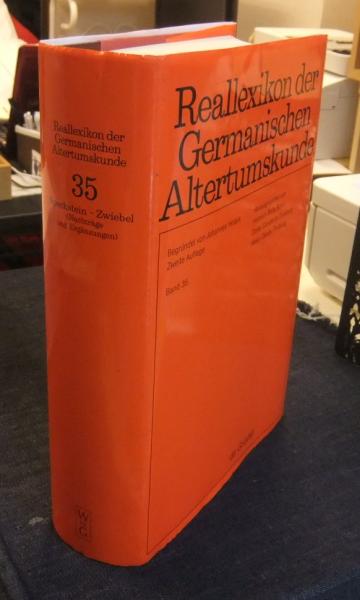 Reallexikon der
Germanischen
Altertumskunde
35
Speckstein – Zwiebel
(Nachträge
und Ergänzungen)
W
G
Reallexikon der
Germanischen
Altertumskunde
Begründet von Johannes Hoops
Zweite Auflage
Band 35